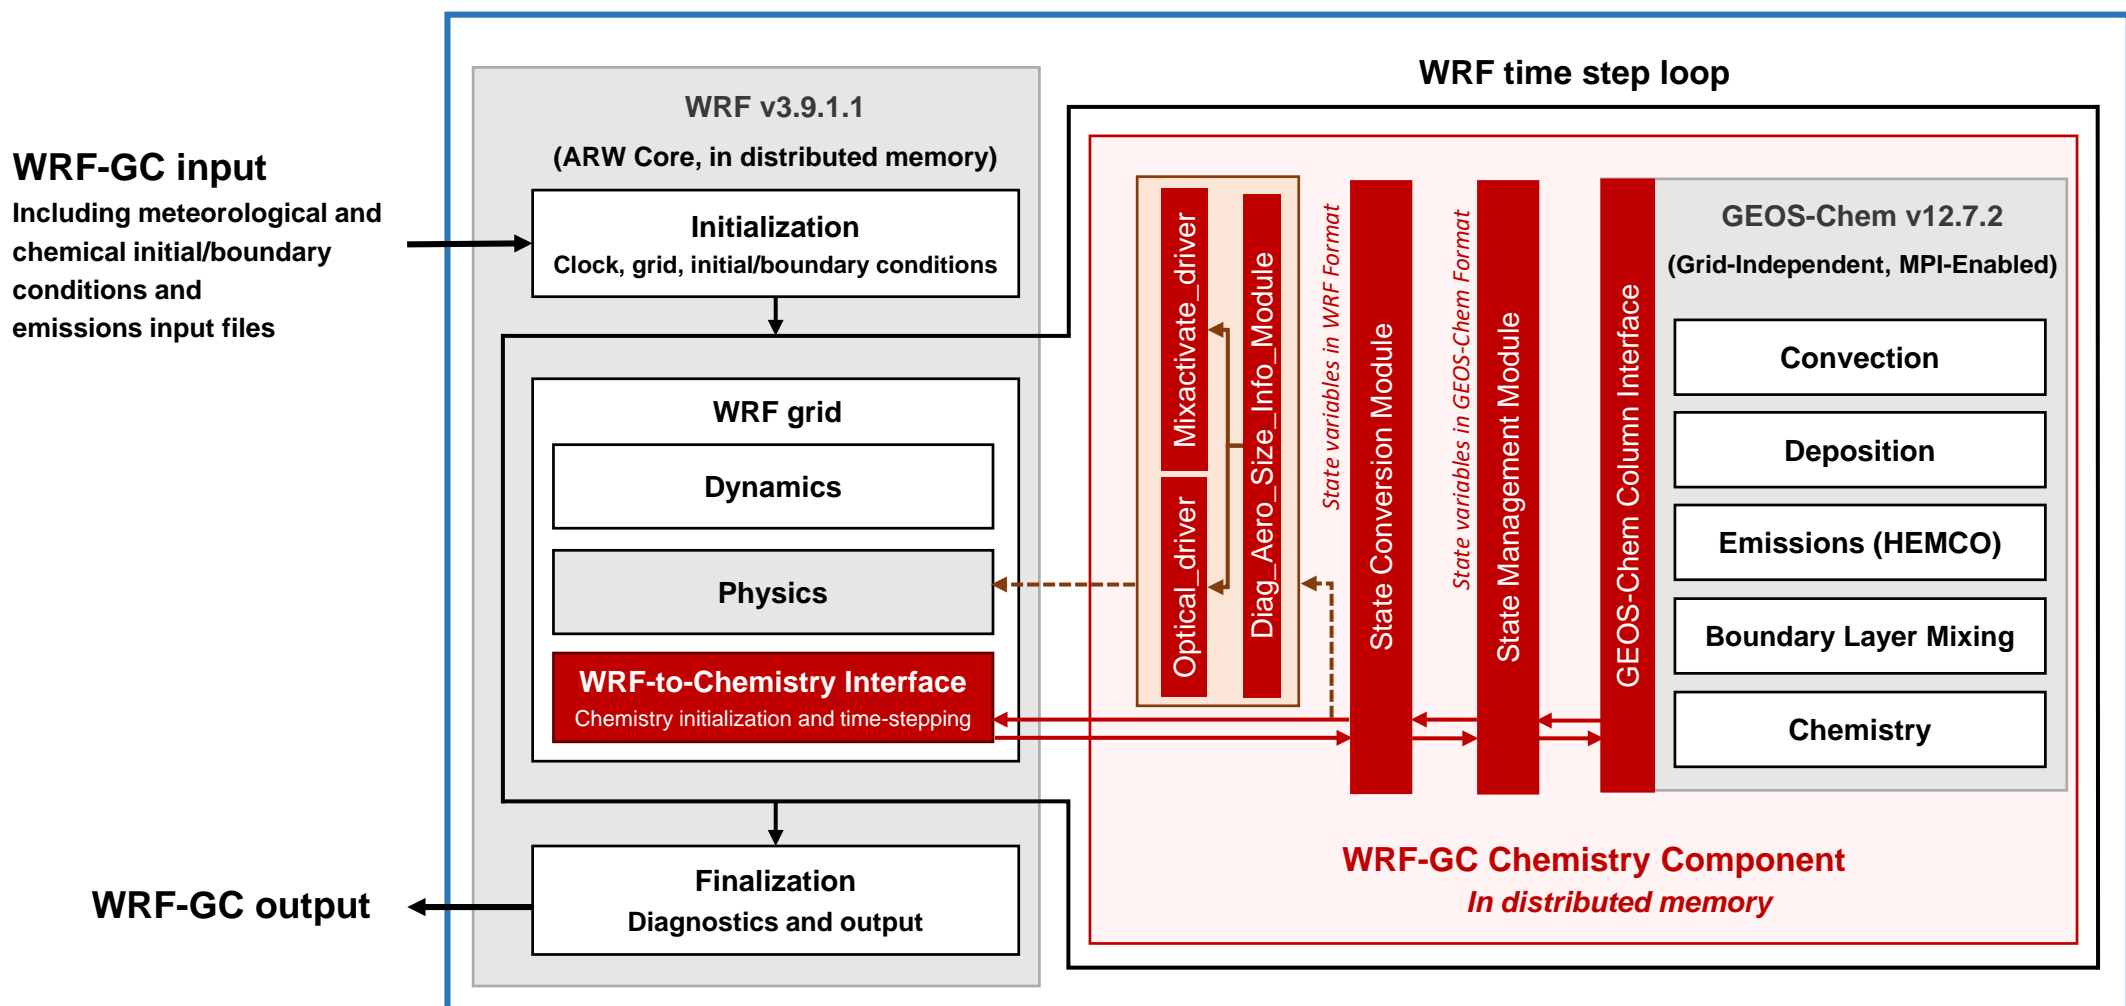 WRF-GC input
Including meteorological and
chemical initial/boundary
conditions and
emissions input files
WRF-GC output
WRF v3.9.1.1
(ARW Core, in distributed memory)
Initialization
Clock, grid, initial/boundary conditions
WRF grid
Dynamics
Physics
WRF-to-Chemistry Interface
Chemistry initialization and time-stepping
Finalization
Diagnostics and output
WRF time step loop
Mixactivate_driver
Optical_driver
Diag_Aero_Size_Info_Module
State variables in WRF Format
State Conversion Module
State variables in GEOS-Chem Format
State Management Module
GEOS-Chem Column Interface
GEOS-Chem v12.7.2
(Grid-Independent, MPI-Enabled)
Convection
Deposition
Emissions (HEMCO)
Boundary Layer Mixing
Chemistry
WRF-GC Chemistry Component
In distributed memory